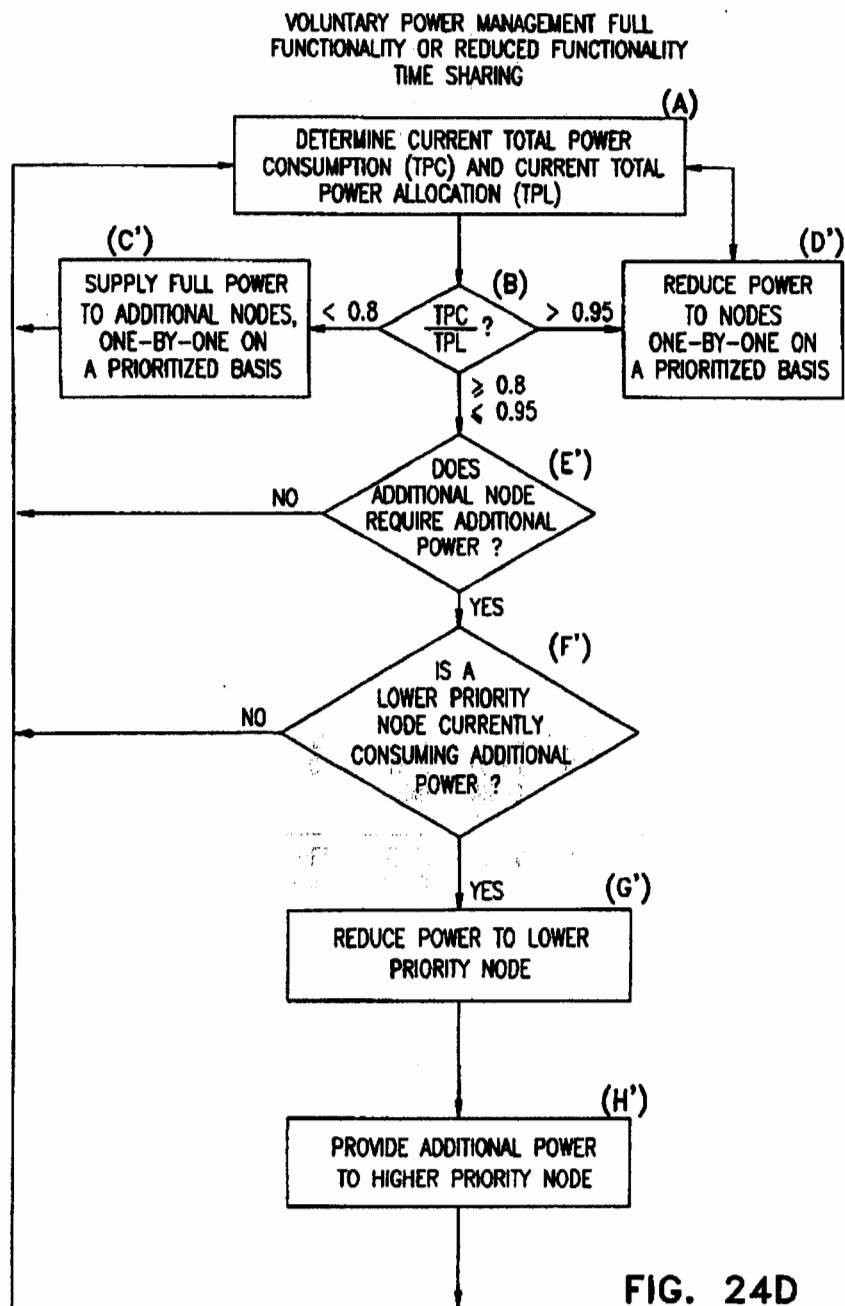 VOLUNTARY POWER MANAGEMENT FULL
FUNCTIONALITY OR REDUCED FUNCTIONALITY
TIME SHARING
(A)
DETERMINE CURRENT TOTAL POWER
CONSUMPTION (TPC) AND CURRENT TOTAL
POWER ALLOCATION (TPL)
(C')
SUPPLY FULL POWER
TO ADDITIONAL NODES,
ONE-BY-ONE ON
A PRIORITIZED BASIS
< 0.8
(B)
TPC
TPL ?
> 0.95
(D')
REDUCE POWER
TO NODES
ONE-BY-ONE ON
A PRIORITIZED BASIS
⩾ 0.8
⩽ 0.95
(E')
DOES
ADDITIONAL NODE
REQUIRE ADDITIONAL
POWER ?
NO
YES
(F')
IS A
LOWER PRIORITY
NODE CURRENTLY
CONSUMING ADDITIONAL
POWER ?
NO
YES
(G')
REDUCE POWER TO LOWER
PRIORITY NODE
(H')
PROVIDE ADDITIONAL POWER
TO HIGHER PRIORITY NODE
FIG. 24D